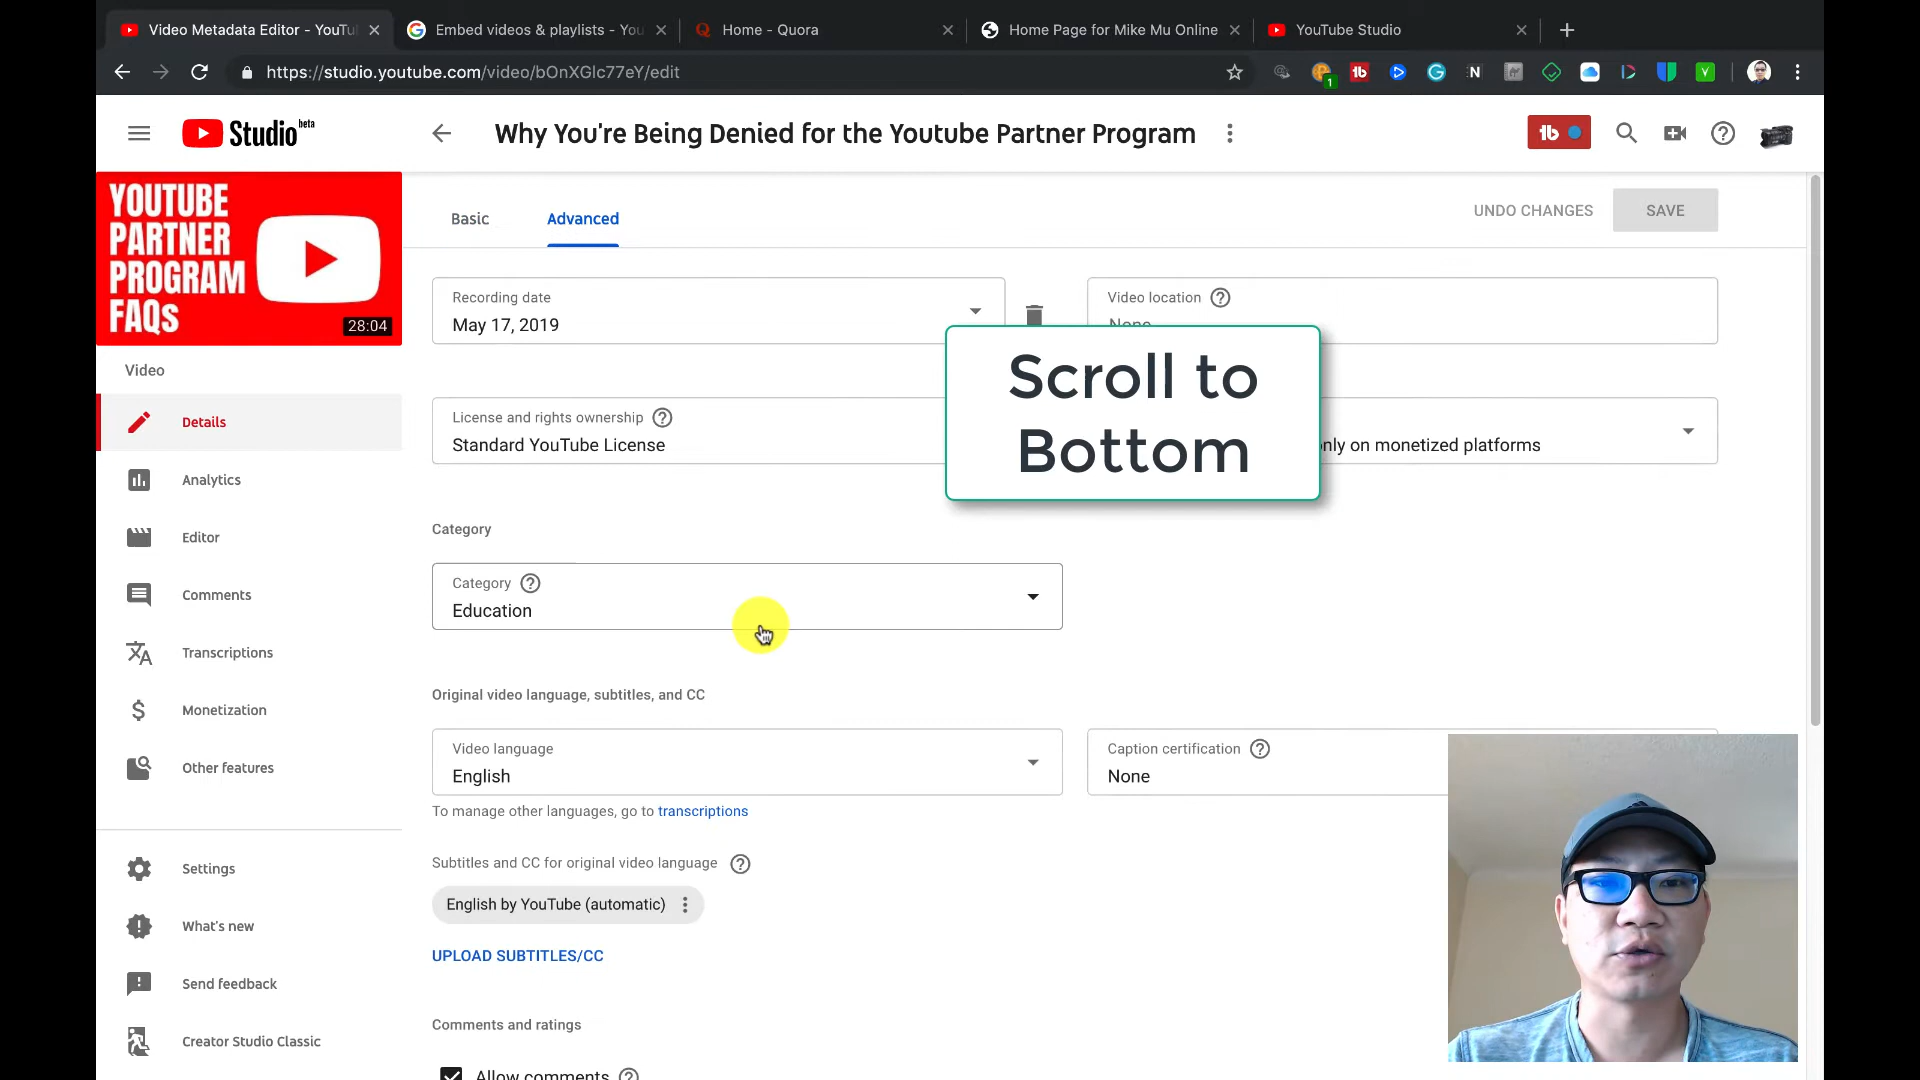 Video Metadata Editor - YouTu
Embed videos & playlists - You
Home - Quora
Home Page for Mike Mu Online
YouTube Studio
https://studio.youtube.com/video/bOnXGlc77eY/edit
Studio beta
Why You're Being Denied for the Youtube Partner Program
YOUTUBE
PARTNER
PROGRAM
FAQs
28:04
Basic
Advanced
UNDO CHANGES
SAVE
Recording date
May 17, 2019
Video location
None
Scroll to
Bottom
License and rights ownership
Standard YouTube License
only on monetized platforms
Video
Details
Analytics
Editor
Comments
Transcriptions
Monetization
Other features
Settings
What's new
Send feedback
Creator Studio Classic
Category
Category
Education
Original video language, subtitles, and CC
Video language
English
Caption certification
None
To manage other languages, go to transcriptions
Subtitles and CC for original video language
English by YouTube (automatic)
UPLOAD SUBTITLES/CC
Comments and ratings
Allow comments